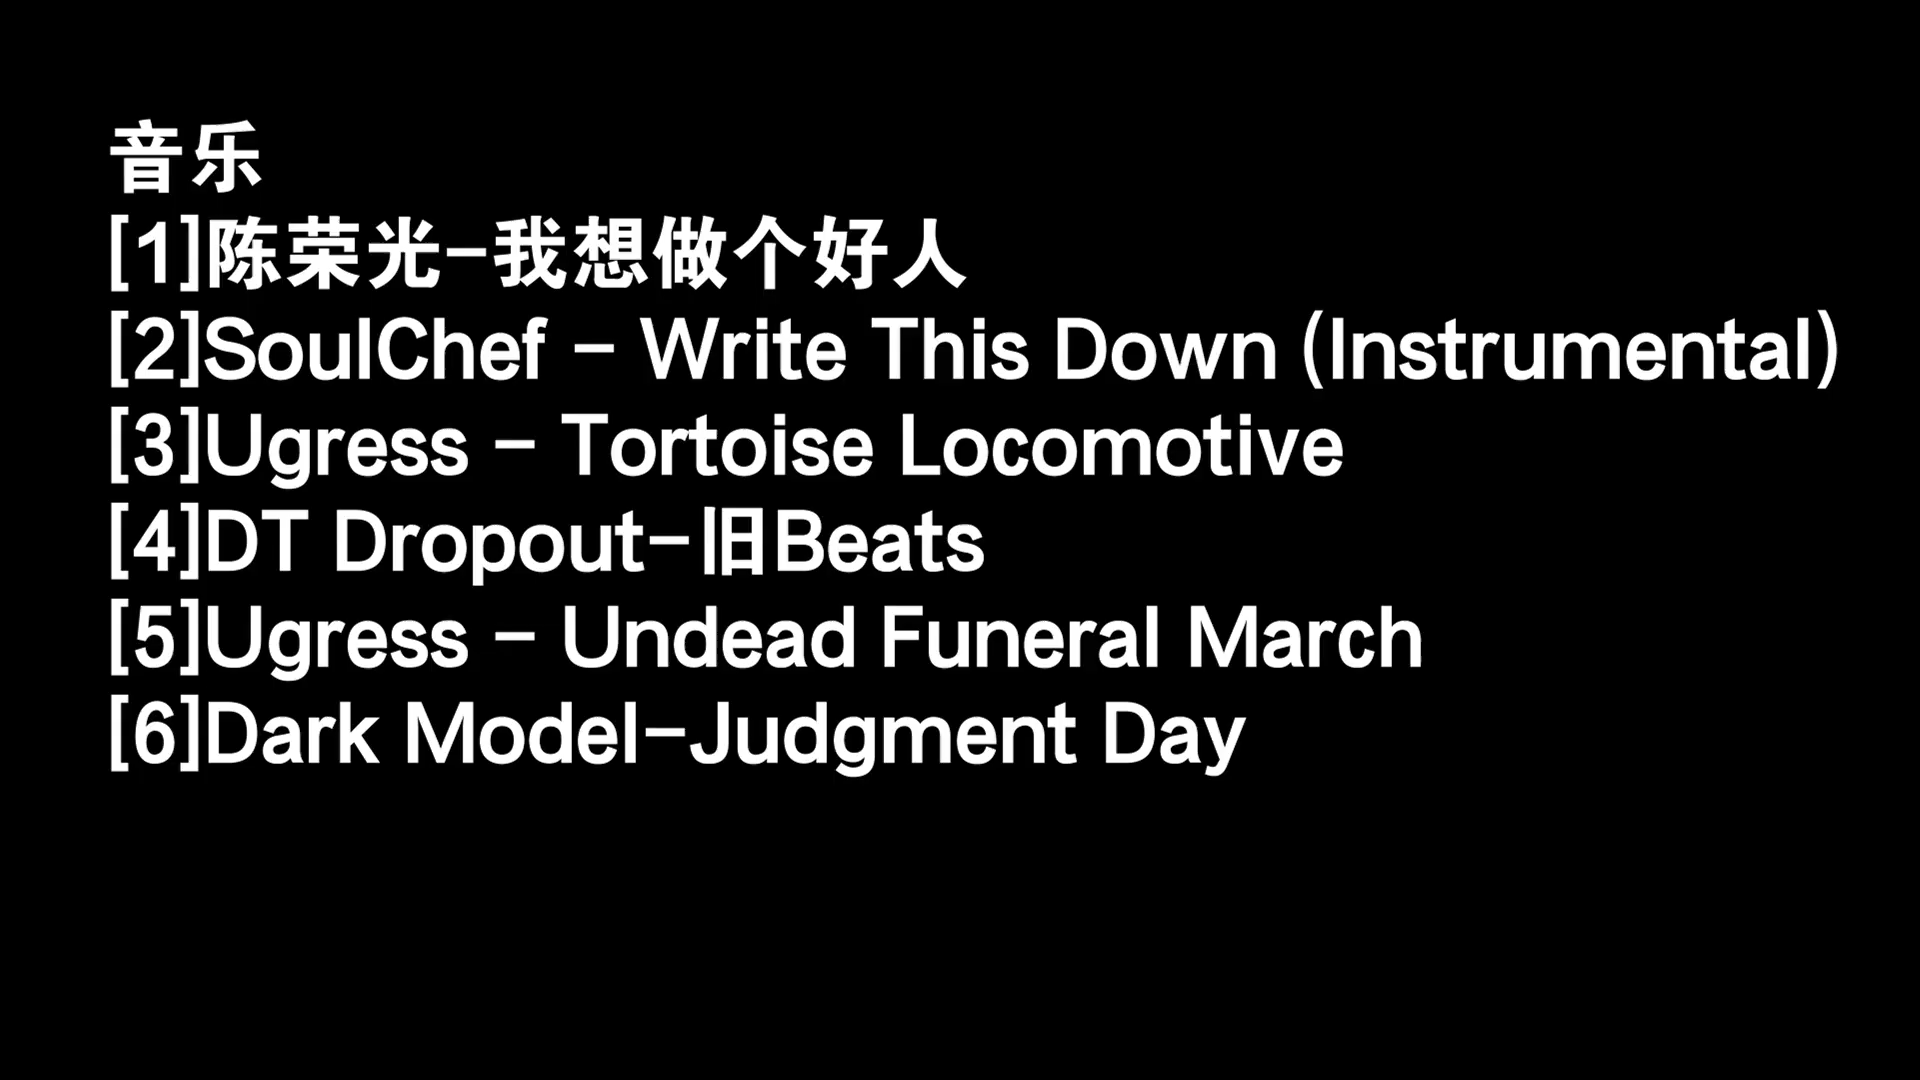 音乐
[1]陈荣光-我想做个好人
[2]SoulChef - Write This Down (Instrumental)
[3]Ugress - Tortoise Locomotive
[4]DT Dropout-旧Beats
[5]Ugress - Undead Funeral March
[6]Dark Model-Judgment Day